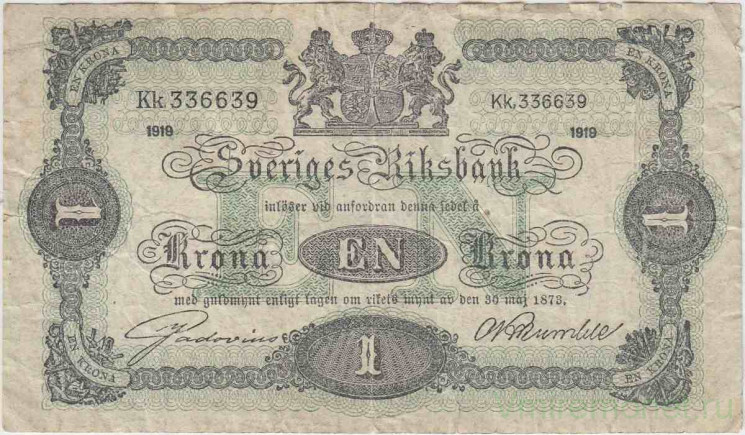 EN KRONA EN KRONA
Kk.336639 Kk.336639
1919 1919
Sveriges Riksbank
inlöser vid anfordran denna sedel å
1 Krona EN Krona 1
med guldmynt enligt lagen om rikets mynt av den 30 maj 1873.
1
EN KRONA EN KRONA